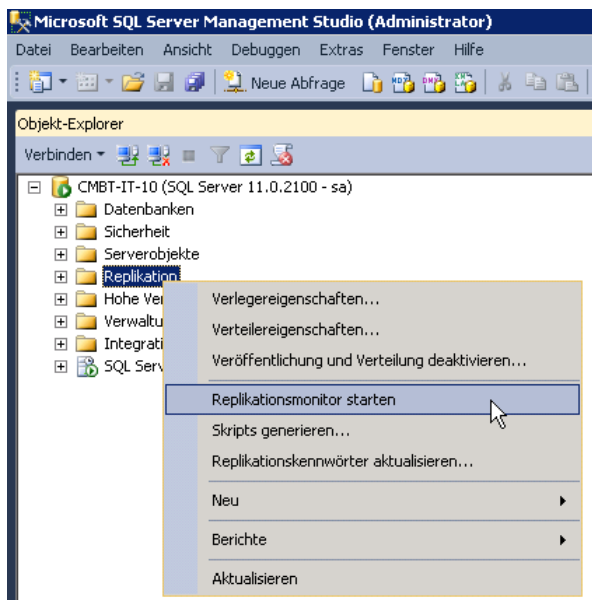 Microsoft SQL Server Management Studio (Administrator)
Datei Bearbeiten Ansicht Debuggen Extras Fenster Hilfe
Neue Abfrage
Objekt-Explorer
Verbinden
CMBT-IT-10 (SQL Server 11.0.2100 - sa)
Datenbanken
Sicherheit
Serverobjekte
Replikation
Hohe Ver
Verwaltu
Integrati
SQL Serv
Verlegereigenschaften...
Verteilereigenschaften...
Veröffentlichung und Verteilung deaktivieren...
Replikationsmonitor starten
Skripts generieren...
Replikationskennwörter aktualisieren...
Neu
Berichte
Aktualisieren